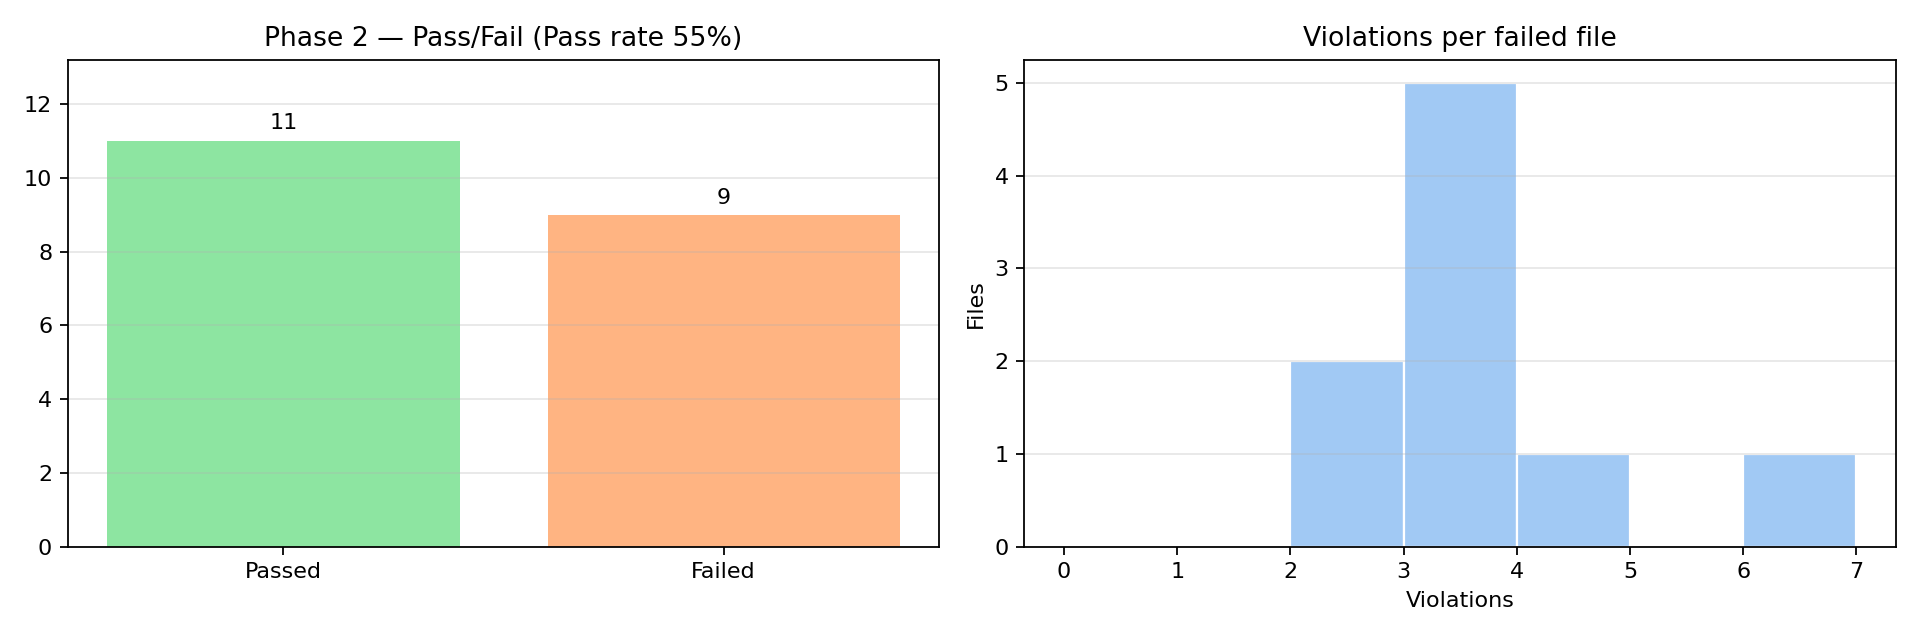 Phase 2 — Pass/Fail (Pass rate 55%)
12
10
8
6
4
2
0
11
9
Passed
Failed
Violations per failed file
Files
5
4
3
2
1
0
0 1 2 3 4 5 6 7
Violations